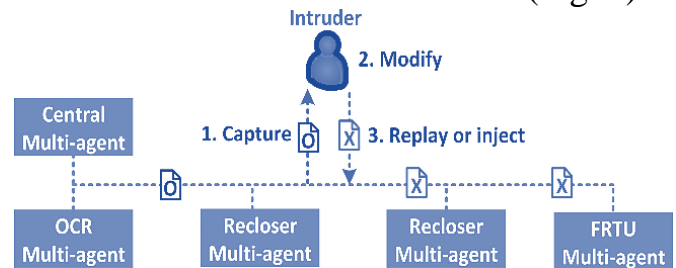 Intruder
2. Modify
Central
Multi-agent
1. Capture
O
X
3. Replay or inject
O
X
X
OCR
Multi-agent
Recloser
Multi-agent
Recloser
Multi-agent
FRTU
Multi-agent